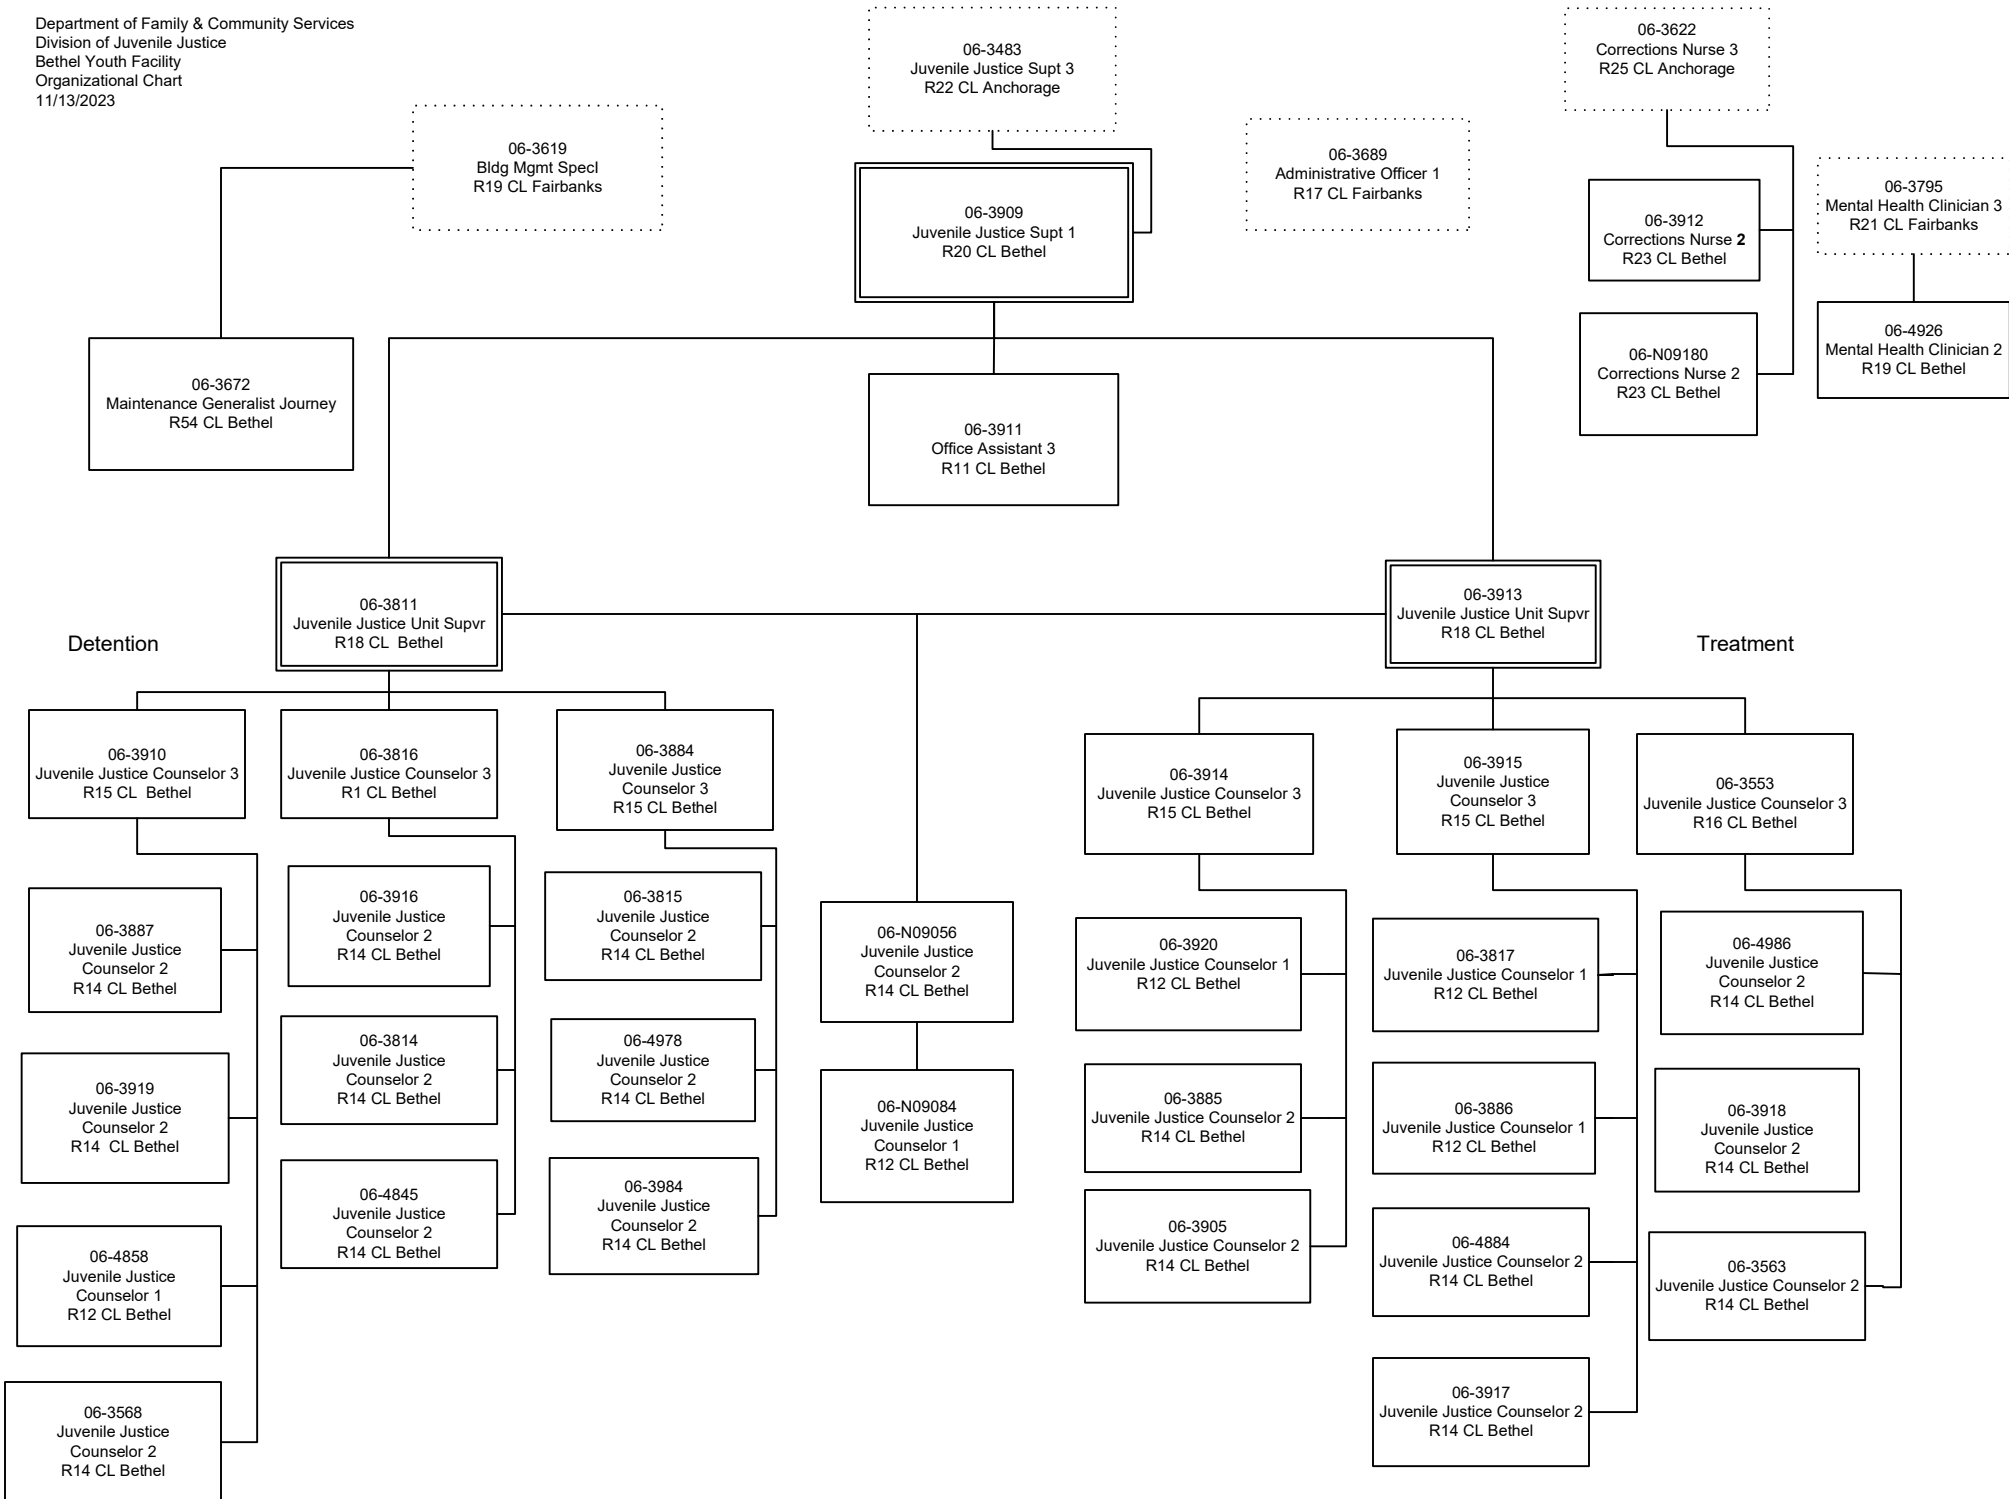 Department of Family & Community Services
Division of Juvenile Justice
Bethel Youth Facility
Organizational Chart
11/13/2023
06-3483
Juvenile Justice Supt 3
R22 CL Anchorage
06-3622
Corrections Nurse 3
R25 CL Anchorage
06-3619
Bldg Mgmt Specl
R19 CL Fairbanks
06-3689
Administrative Officer 1
R17 CL Fairbanks
06-3909
Juvenile Justice Supt 1
R20 CL Bethel
06-3912
Corrections Nurse 2
R23 CL Bethel
06-3795
Mental Health Clinician 3
R21 CL Fairbanks
06-3672
Maintenance Generalist Journey
R54 CL Bethel
06-3911
Office Assistant 3
R11 CL Bethel
06-N09180
Corrections Nurse 2
R23 CL Bethel
06-4926
Mental Health Clinician 2
R19 CL Bethel
Detention
06-3811
Juvenile Justice Unit Supvr
R18 CL  Bethel
06-3913
Juvenile Justice Unit Supvr
R18 CL Bethel
Treatment
06-3910
Juvenile Justice Counselor 3
R15 CL  Bethel
06-3816
Juvenile Justice Counselor 3
R1 CL Bethel
06-3884
Juvenile Justice
Counselor 3
R15 CL Bethel
06-3914
Juvenile Justice Counselor 3
R15 CL Bethel
06-3915
Juvenile Justice
Counselor 3
R15 CL Bethel
06-3553
Juvenile Justice Counselor 3
R16 CL Bethel
06-3887
Juvenile Justice
Counselor 2
R14 CL Bethel
06-3916
Juvenile Justice
Counselor 2
R14 CL Bethel
06-3815
Juvenile Justice
Counselor 2
R14 CL Bethel
06-N09056
Juvenile Justice
Counselor 2
R14 CL Bethel
06-3920
Juvenile Justice Counselor 1
R12 CL Bethel
06-3817
Juvenile Justice Counselor 1
R12 CL Bethel
06-4986
Juvenile Justice
Counselor 2
R14 CL Bethel
06-3919
Juvenile Justice
Counselor 2
R14  CL Bethel
06-3814
Juvenile Justice
Counselor 2
R14 CL Bethel
06-4978
Juvenile Justice
Counselor 2
R14 CL Bethel
06-N09084
Juvenile Justice
Counselor 1
R12 CL Bethel
06-3885
Juvenile Justice Counselor 2
R14 CL Bethel
06-3886
Juvenile Justice Counselor 1
R12 CL Bethel
06-3918
Juvenile Justice
Counselor 2
R14 CL Bethel
06-4858
Juvenile Justice
Counselor 1
R12 CL Bethel
06-4845
Juvenile Justice
Counselor 2
R14 CL Bethel
06-3984
Juvenile Justice
Counselor 2
R14 CL Bethel
06-3905
Juvenile Justice Counselor 2
R14 CL Bethel
06-4884
Juvenile Justice Counselor 2
R14 CL Bethel
06-3563
Juvenile Justice Counselor 2
R14 CL Bethel
06-3568
Juvenile Justice
Counselor 2
R14 CL Bethel
06-3917
Juvenile Justice Counselor 2
R14 CL Bethel